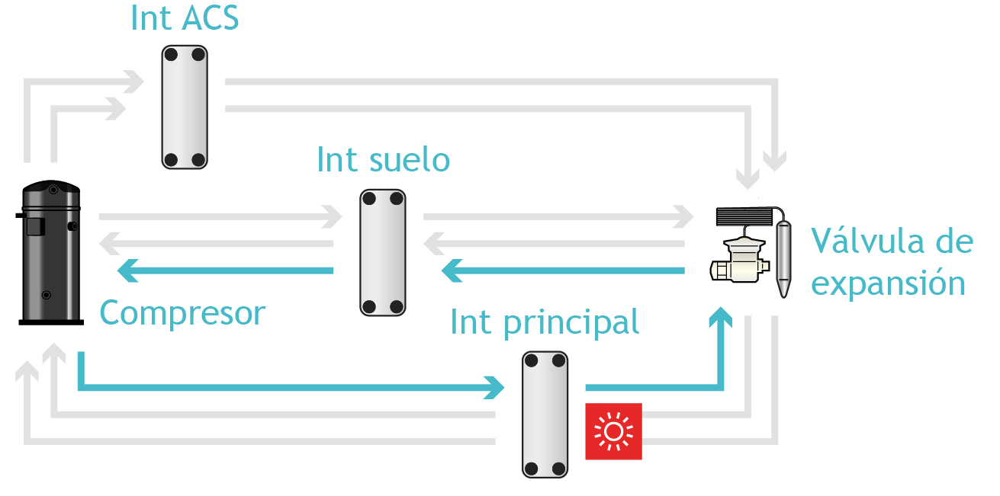 Int ACS
Int suelo
Válvula de
expansión
Compresor
Int principal